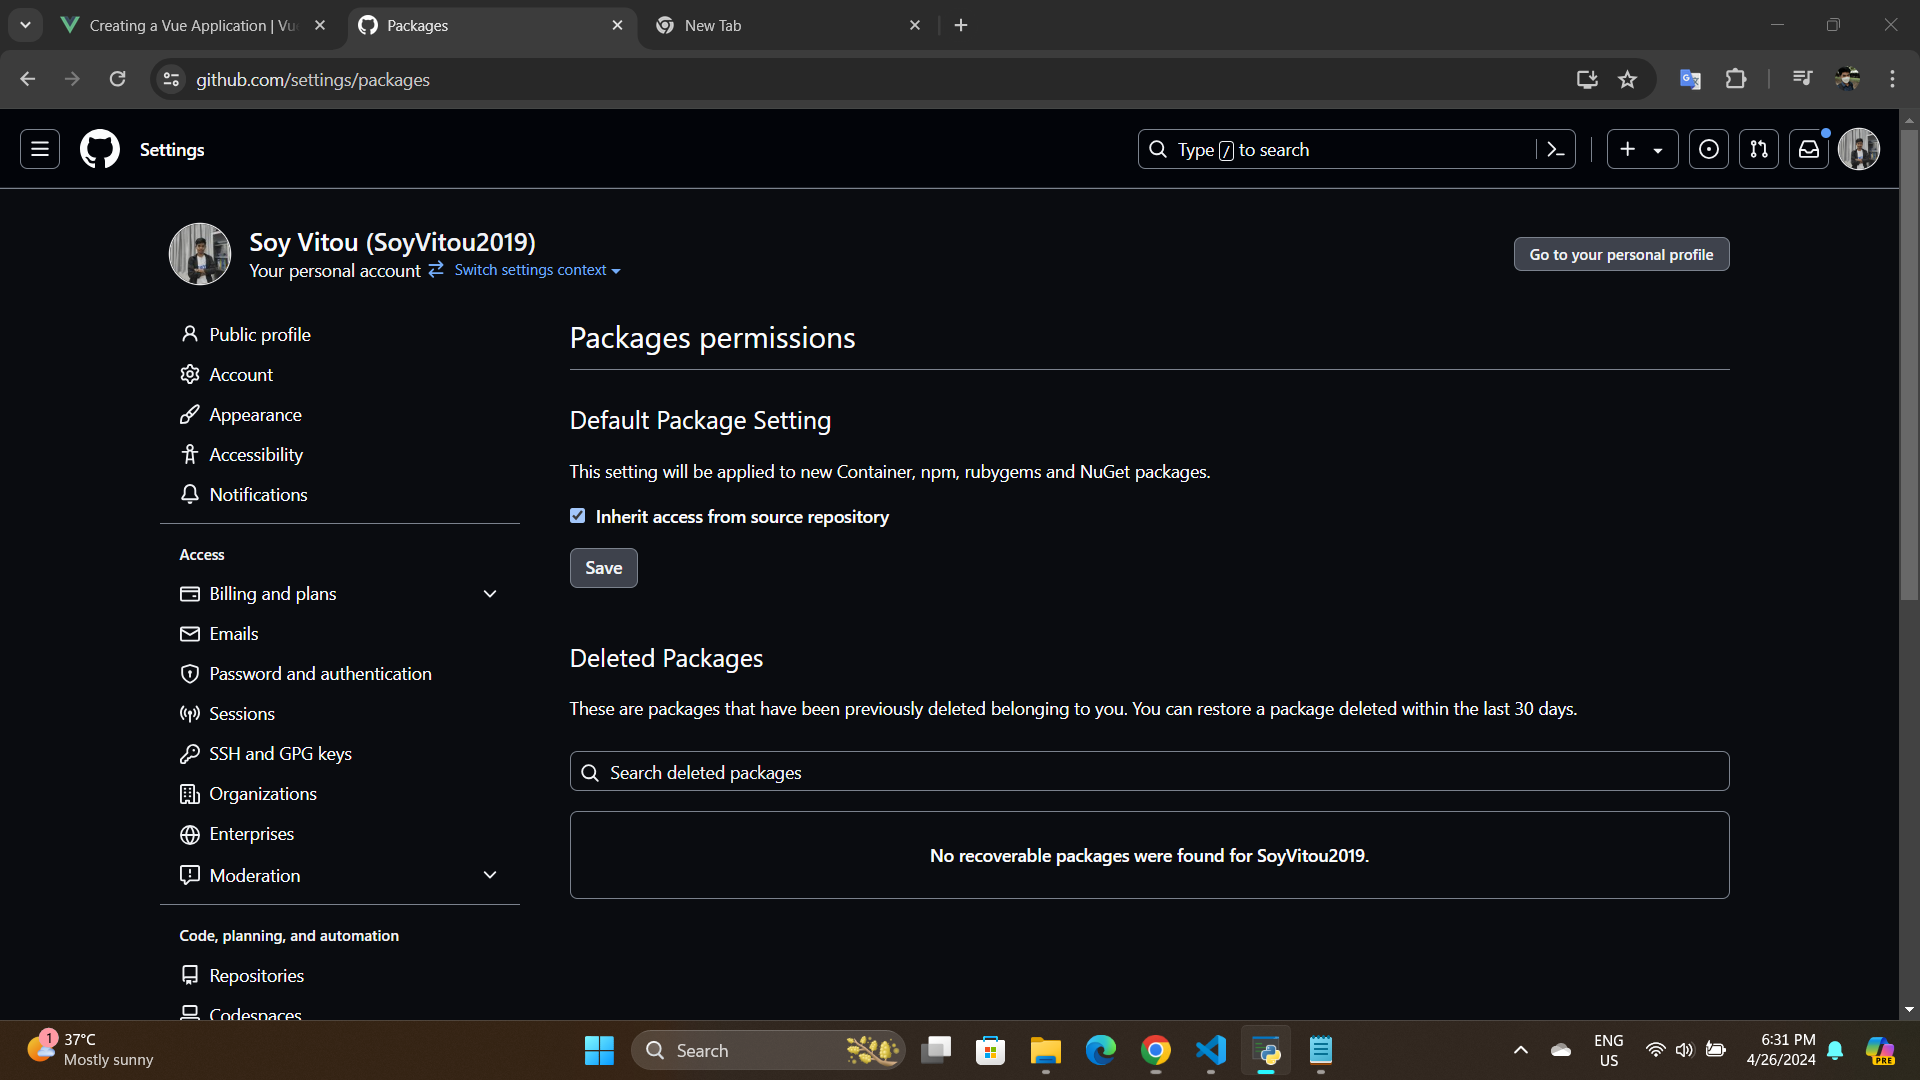 Creating a Vue Application | Vu
Packages
New Tab
github.com/settings/packages
Settings
Type / to search
Soy Vitou (SoyVitou2019)
Your personal account
Switch settings context
Go to your personal profile
Public profile
Account
Appearance
Accessibility
Notifications
Access
Billing and plans
Emails
Password and authentication
Sessions
SSH and GPG keys
Organizations
Enterprises
Moderation
Code, planning, and automation
Repositories
Codespaces
Packages permissions
Default Package Setting
This setting will be applied to new Container, npm, rubygems and NuGet packages.
Inherit access from source repository
Save
Deleted Packages
These are packages that have been previously deleted belonging to you. You can restore a package deleted within the last 30 days.
Search deleted packages
No recoverable packages were found for SoyVitou2019.
1
37°C
Mostly sunny
Search
ENG
US
6:31 PM
4/26/2024
PRE